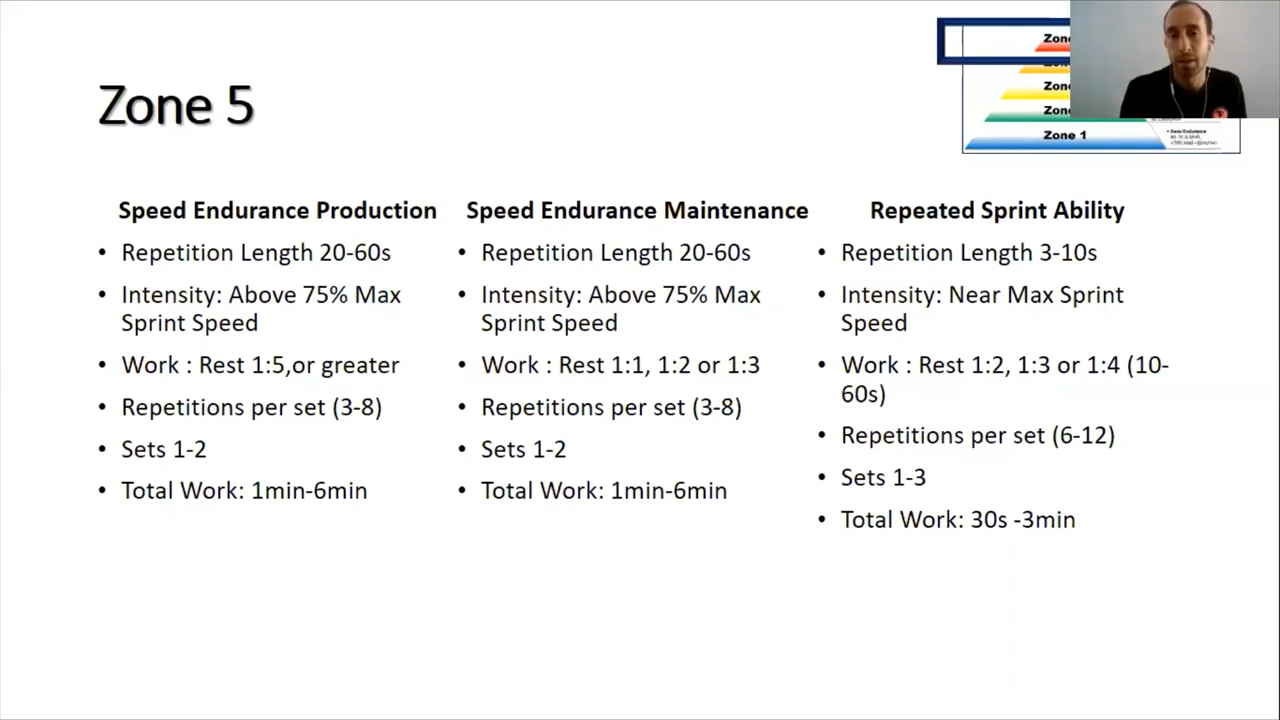 Zone 5
Zone 1
• Basic Endurance
Speed Endurance Production
• Repetition Length 20-60s
• Intensity: Above 75% Max
Sprint Speed
• Work : Rest 1:5,or greater
• Repetitions per set (3-8)
• Sets 1-2
• Total Work: 1min-6min
Speed Endurance Maintenance
• Repetition Length 20-60s
• Intensity: Above 75% Max
Sprint Speed
• Work : Rest 1:1, 1:2 or 1:3
• Repetitions per set (3-8)
• Sets 1-2
• Total Work: 1min-6min
Repeated Sprint Ability
• Repetition Length 3-10s
• Intensity: Near Max Sprint
Speed
• Work : Rest 1:2, 1:3 or 1:4 (10-
60s)
• Repetitions per set (6-12)
• Sets 1-3
• Total Work: 30s -3min